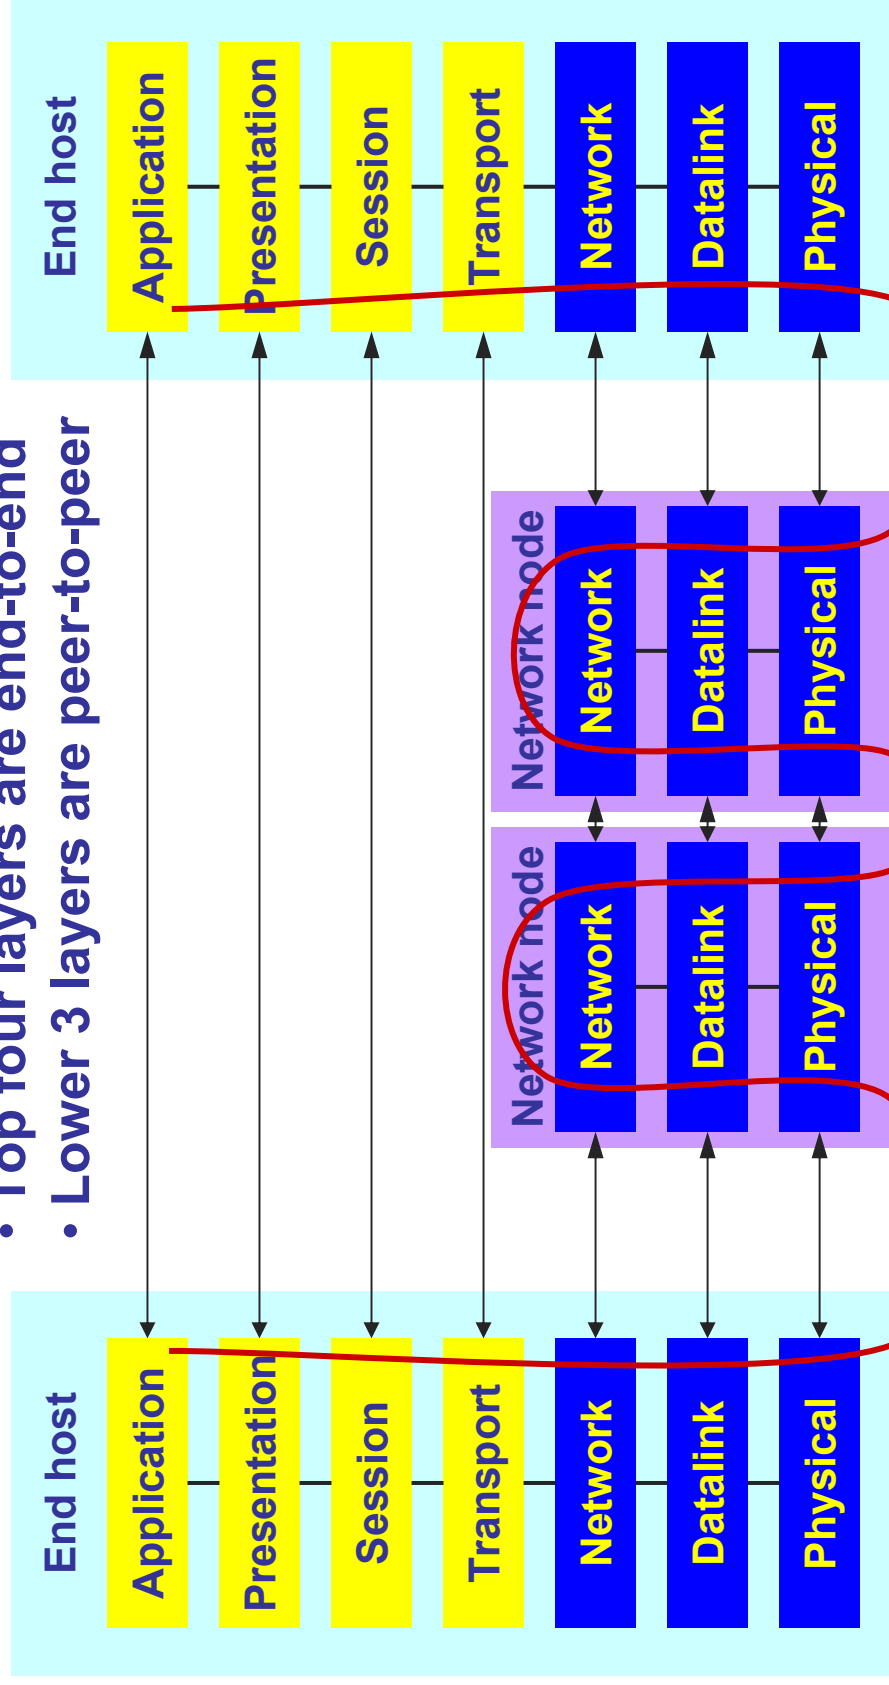 • Top four layers are end-to-end
• Lower 3 layers are peer-to-peer
End host
Application
Presentation
Session
Transport
Network
Datalink
Physical
Network node
Network
Datalink
Physical
Network node
Network
Datalink
Physical
End host
Application
Presentation
Session
Transport
Network
Datalink
Physical